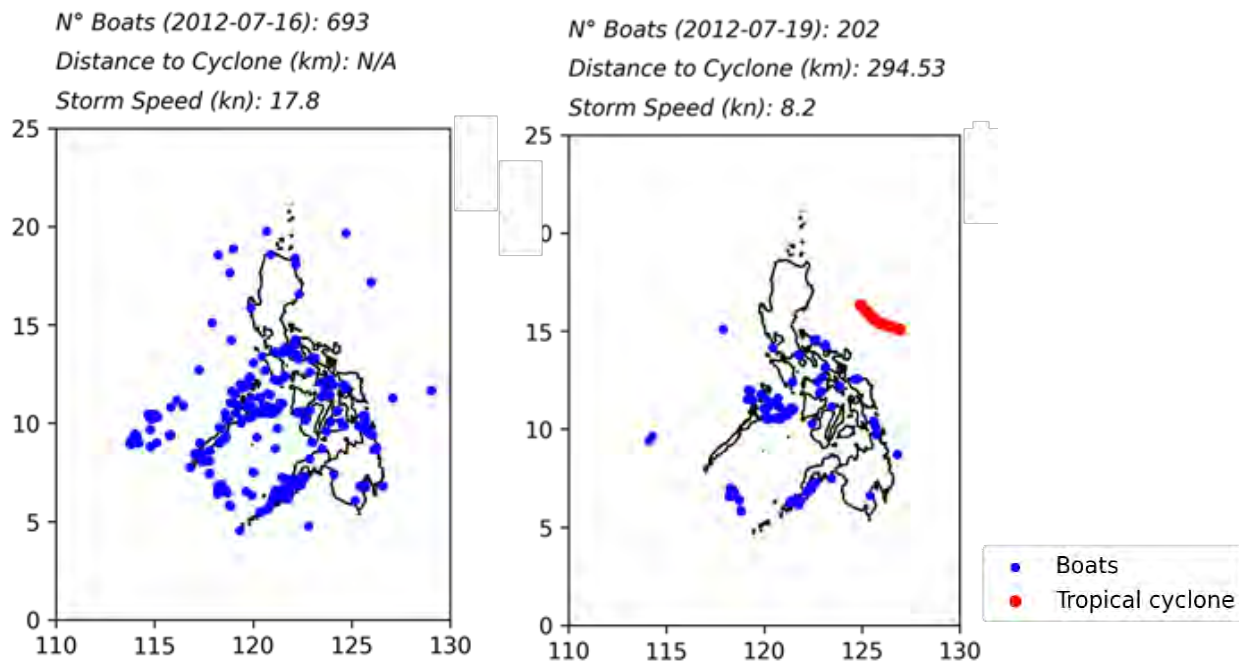 N° Boats (2012-07-16): 693
Distance to Cyclone (km): N/A
Storm Speed (kn): 17.8
25
20
15
10
5
0
110
115
120
125
130
N° Boats (2012-07-19): 202
Distance to Cyclone (km): 294.53
Storm Speed (kn): 8.2
25
0
15
10
5
0
110
115
120
125
130
Boats
Tropical cyclone